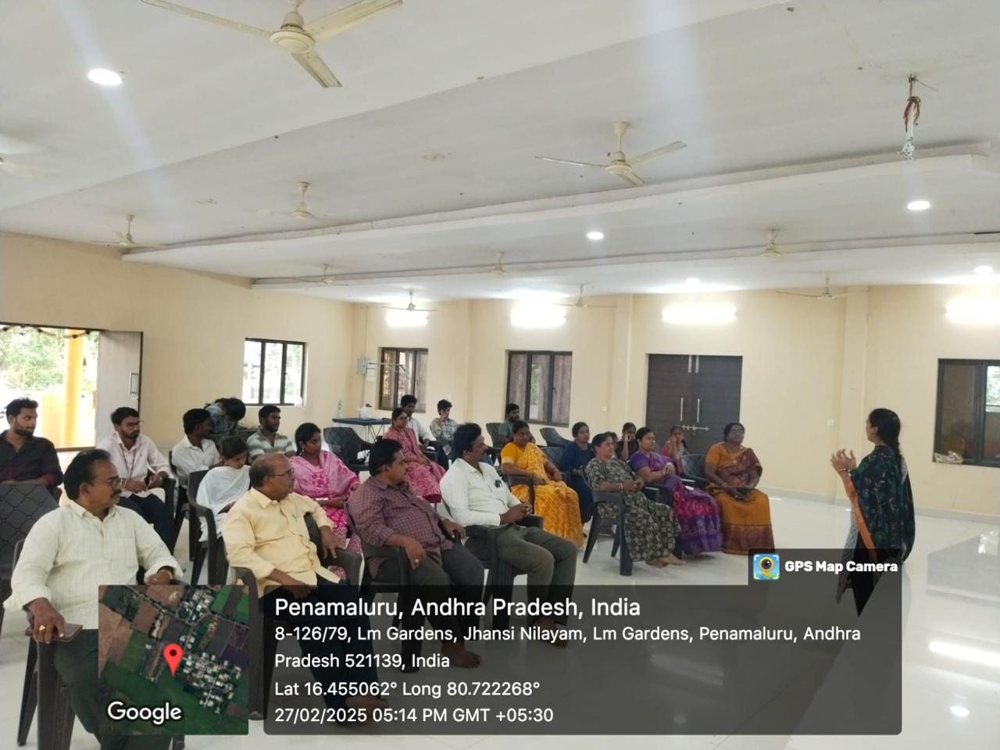 GPS Map Camera
Penamaluru, Andhra Pradesh, India
8-126/79, Lm Gardens, Jhansi Nilayam, Lm Gardens, Penamaluru, Andhra
Pradesh 521139, India
Lat 16.455062° Long 80.722268°
27/02/2025 05:14 PM GMT +05:30
Google